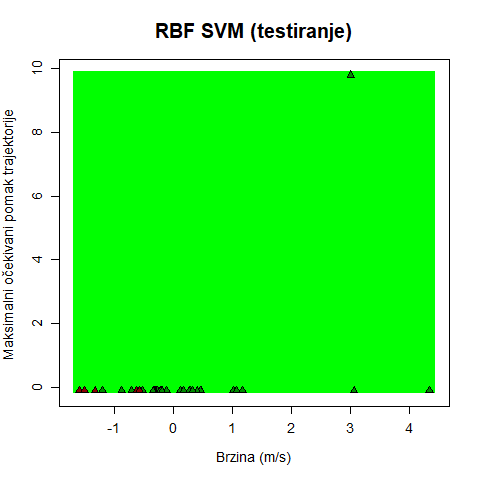 RBF SVM (testiranje)
Maksimalni očekivani pomak trajektorije
10
8
6
4
2
0
-1 0 1 2 3 4
Brzina (m/s)